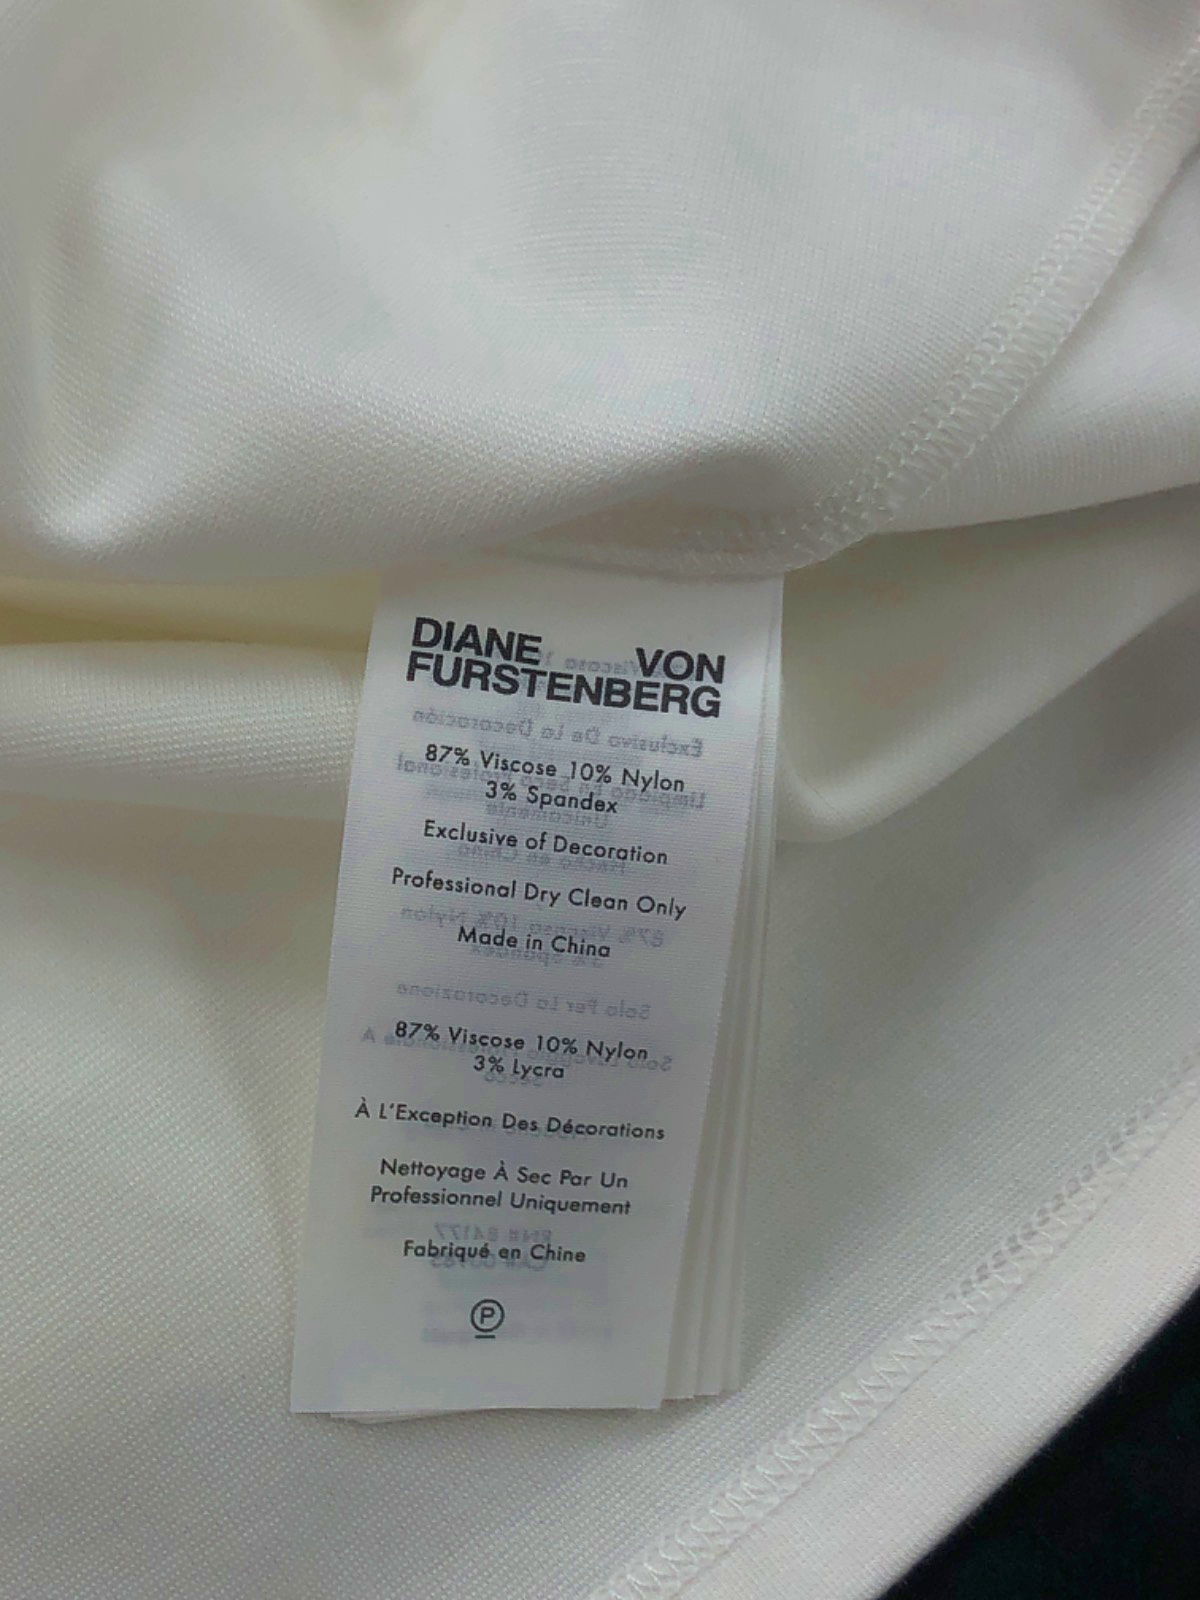 DIANE VON
FURSTENBERG
87% Viscose 10% Nylon
3% Spandex
Exclusive of Decoration
Professional Dry Clean Only
Made in China
87% Viscose 10% Nylon
3% Lycra
À L'Exception Des Décorations
Nettoyage À Sec Par Un
Professionnel Uniquement
Fabriqué en Chine
P